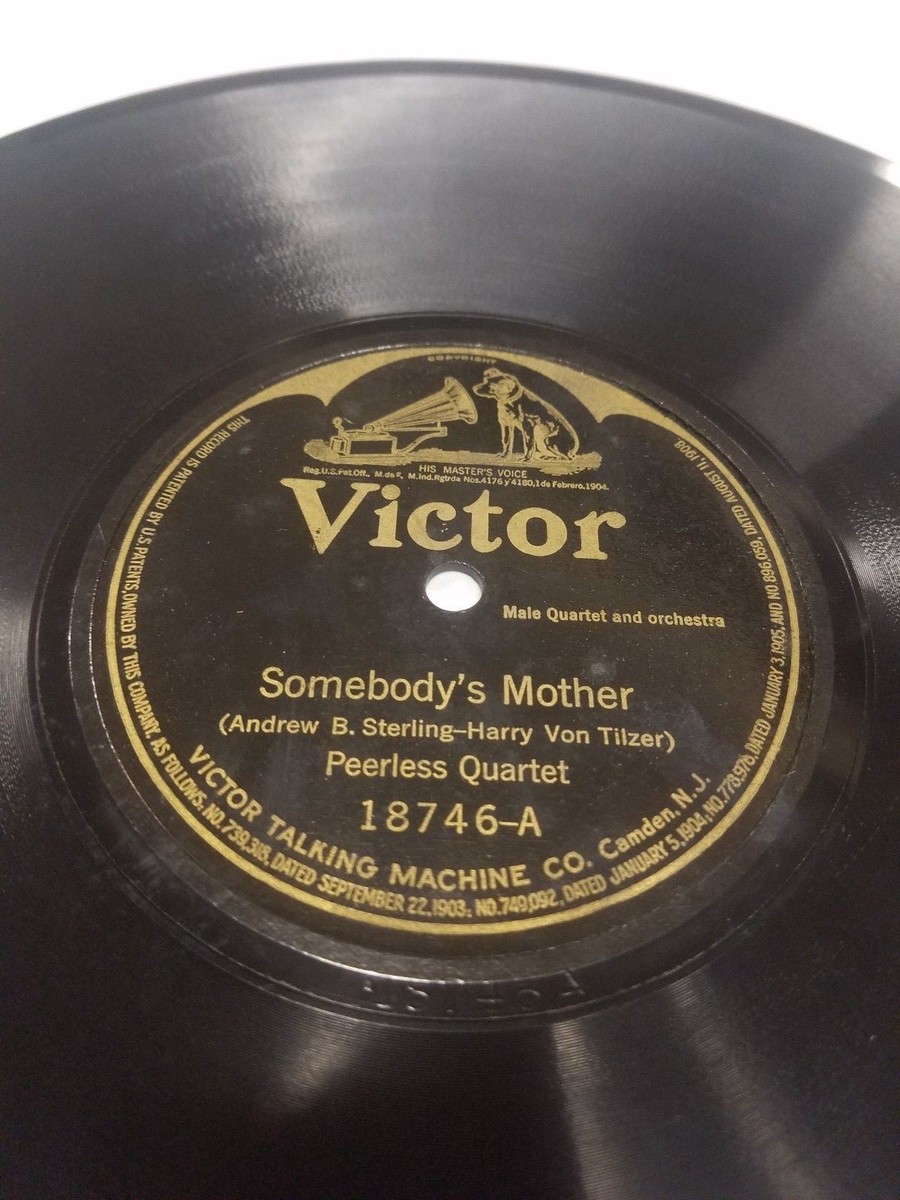 COPYRIGHT
HIS MASTER'S VOICE
Reg.U.S.Pat.Off., M.de F. M.Ind.Rgtrda Nos.4176 y 4180,1 de Febrero,1904.
Victor
Male Quartet and orchestra
Somebody's Mother
(Andrew B. Sterling–Harry Von Tilzer)
Peerless Quartet
18746–A
VICTOR TALKING MACHINE CO. Camden, N.J.
THIS RECORD IS PATENTED BY U.S. PATENTS, OWNED BY THIS COMPANY, AS FOLLOWS; NO.739,318, DATED SEPTEMBER 22,1903; NO.749,092, DATED JANUARY 5,1904, NO.778,976, DATED JANUARY 3,1905, AND NO.896,059, DATED AUGUST 11,1908